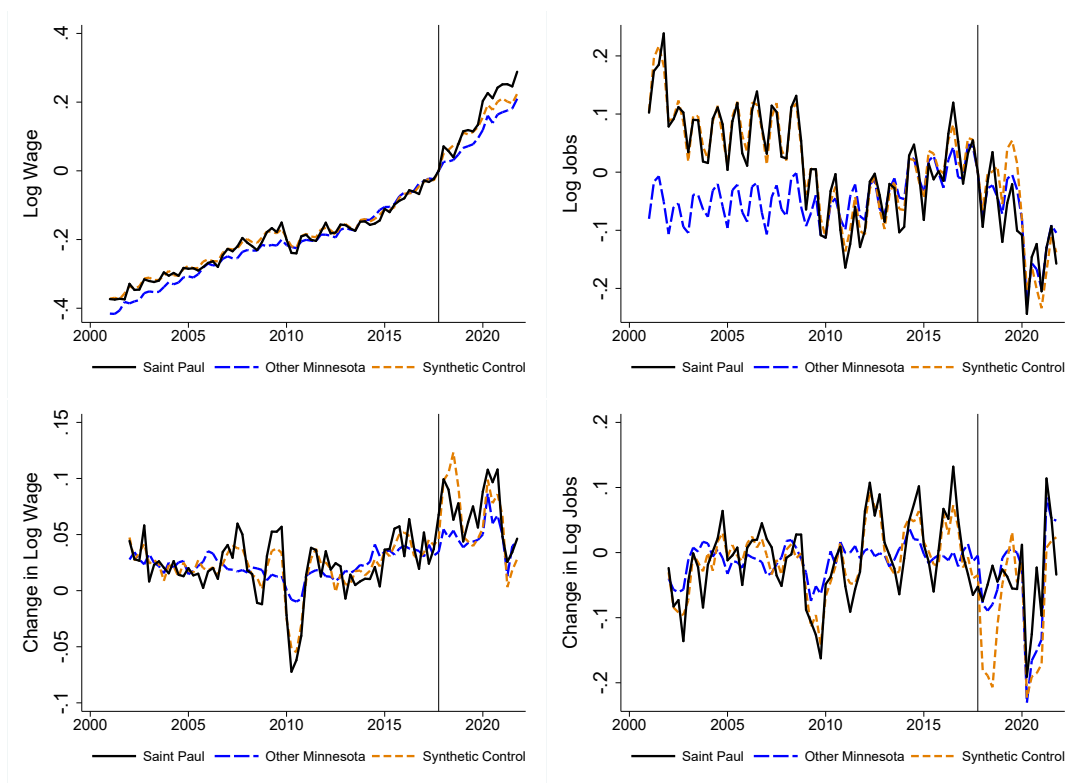 Log Wage
.4
.2
0
-.2
-.4
2000 2005 2010 2015 2020
Saint Paul Other Minnesota Synthetic Control
Log Jobs
.2
.1
0
-.1
-.2
2000 2005 2010 2015 2020
Saint Paul Other Minnesota Synthetic Control
Change in Log Wage
.15
.1
.05
0
-.05
-.1
2000 2005 2010 2015 2020
Saint Paul Other Minnesota Synthetic Control
Change in Log Jobs
.2
.1
0
-.1
-.2
2000 2005 2010 2015 2020
Saint Paul Other Minnesota Synthetic Control